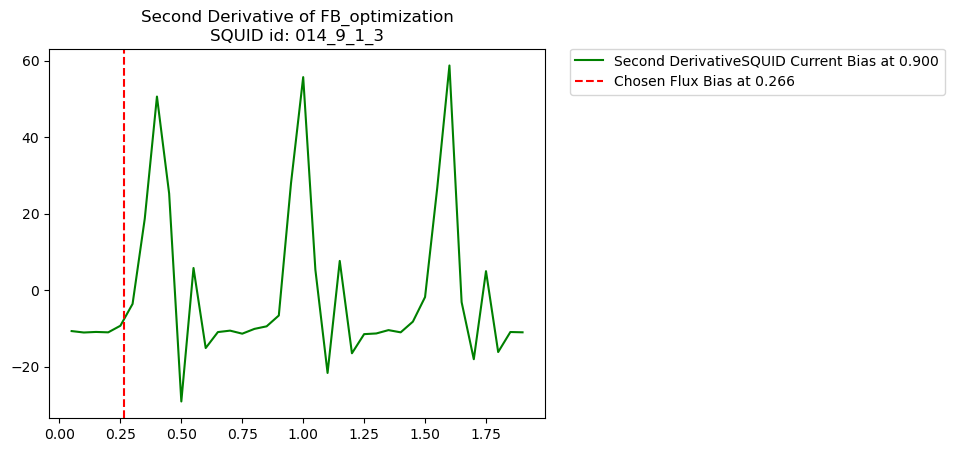 Second Derivative of FB_optimization
SQUID id: 014_9_1_3
Second DerivativeSQUID Current Bias at 0.900
Chosen Flux Bias at 0.266
60
40
20
0
−20
0.00 0.25 0.50 0.75 1.00 1.25 1.50 1.75